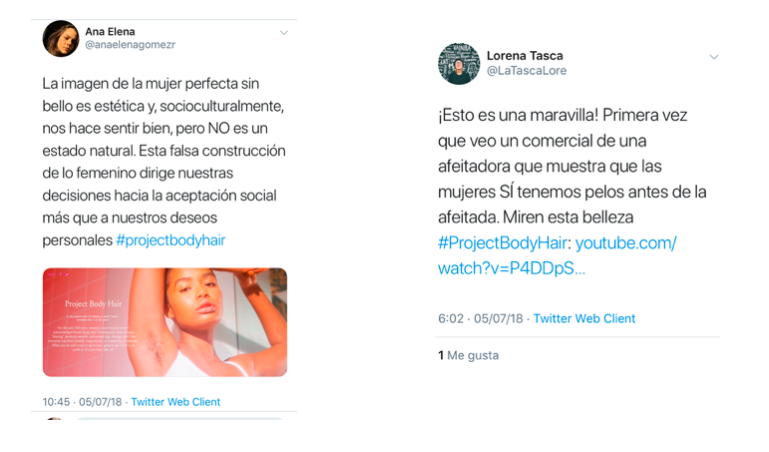 Ana Elena
@anaelenagomezr
La imagen de la mujer perfecta sin
bello es estética y, socioculturalmente,
nos hace sentir bien, pero NO es un
estado natural. Esta falsa construcción
de lo femenino dirige nuestras
decisiones hacia la aceptación social
más que a nuestros deseos
personales #projectbodyhair
Project Body Hair
10:45 · 05/07/18 · Twitter Web Client
Lorena Tasca
@LaTascaLore
¡Esto es una maravilla! Primera vez
que veo un comercial de una
afeitadora que muestra que las
mujeres SÍ tenemos pelos antes de la
afeitada. Miren esta belleza
#ProjectBodyHair: youtube.com/
watch?v=P4DDpS...
6:02 · 05/07/18 · Twitter Web Client
1 Me gusta